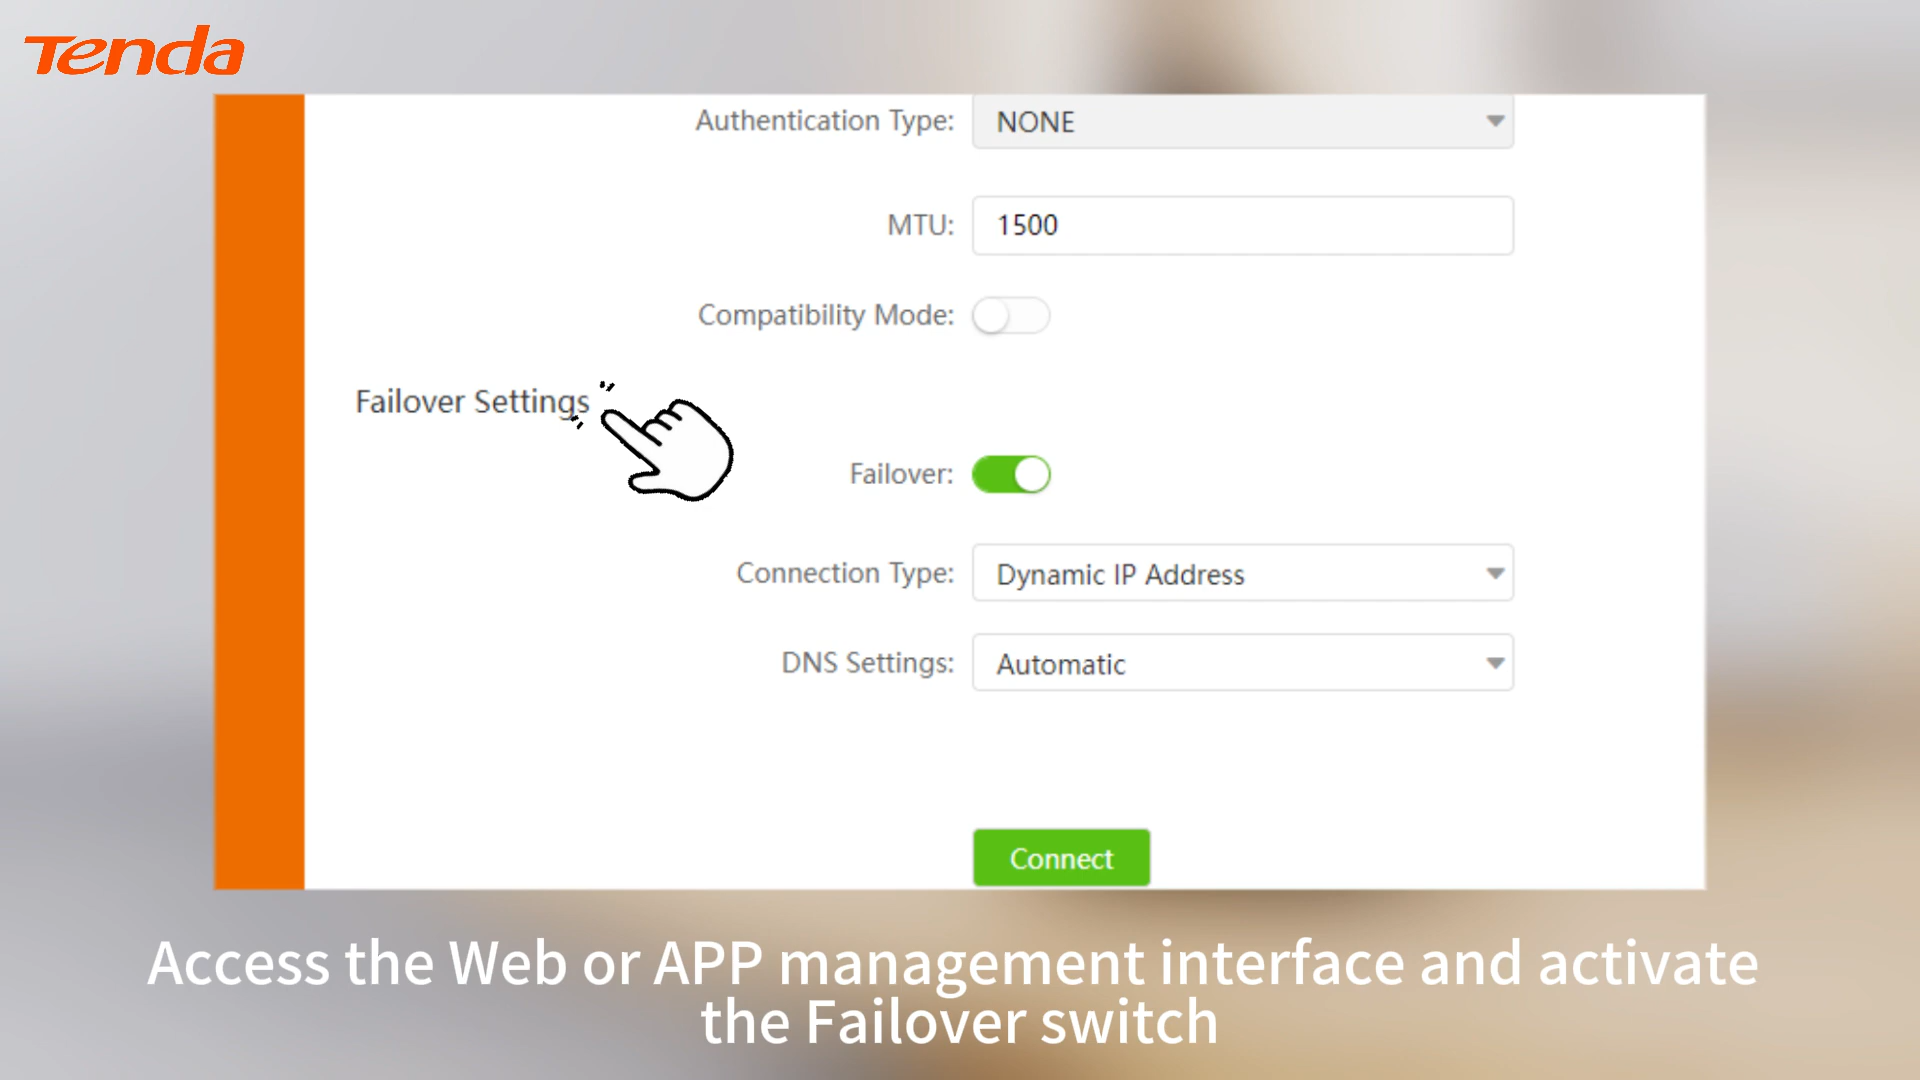 Tenda
Authentication Type: NONE
MTU: 1500
Compatibility Mode:
Failover Settings
Failover:
Connection Type: Dynamic IP Address
DNS Settings: Automatic
Connect
Access the Web or APP management interface and activate
the Failover switch